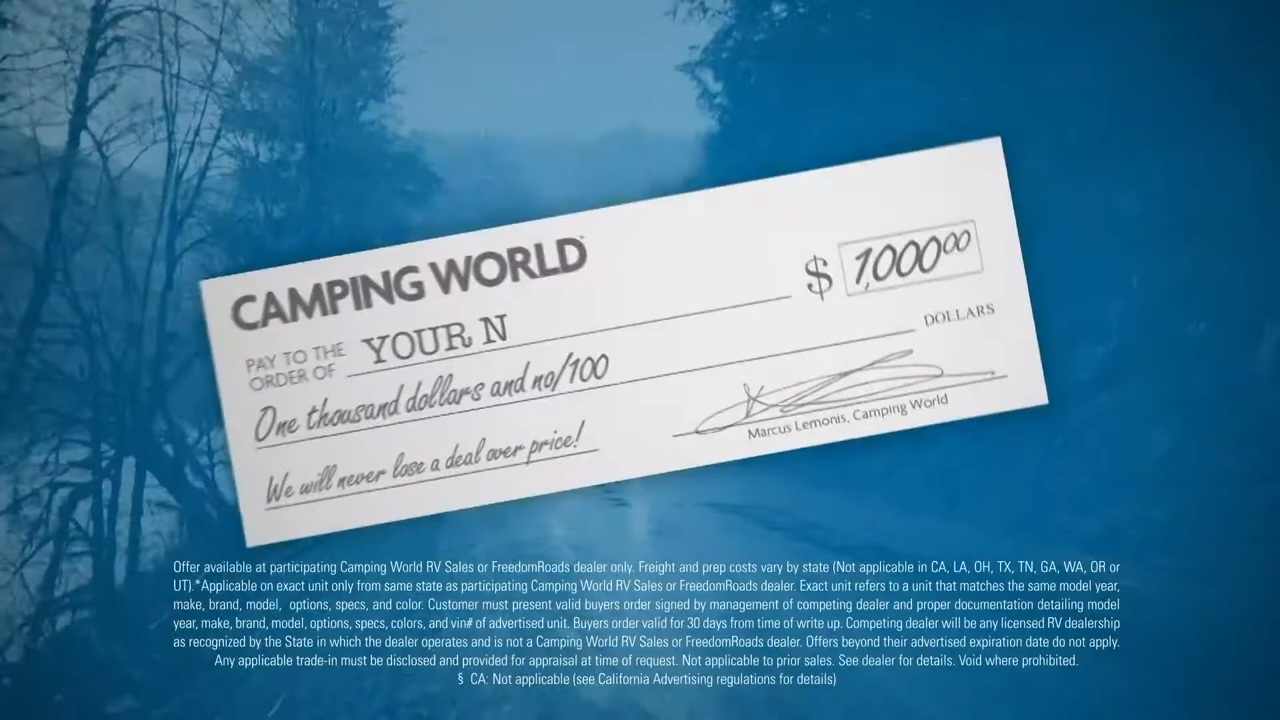 CAMPING WORLD
$ 1,000⁰⁰
PAY TO THE
ORDER OF
YOUR N
One thousand dollars and no/100
DOLLARS
We will never lose a deal over price!
Marcus Lemonis, Camping World
Offer available at participating Camping World RV Sales or FreedomRoads dealer only. Freight and prep costs vary by state (Not applicable in CA, LA, OH, TX, TN, GA, WA, OR or
UT).*Applicable on exact unit only from same state as participating Camping World RV Sales or FreedomRoads dealer. Exact unit refers to a unit that matches the same model year,
make, brand, model, options, specs, and color. Customer must present valid buyers order signed by management of competing dealer and proper documentation detailing model
year, make, brand, model, options, specs, colors, and vin# of advertised unit. Buyers order valid for 30 days from time of write up. Competing dealer will be any licensed RV dealership
as recognized by the State in which the dealer operates and is not a Camping World RV Sales or FreedomRoads dealer. Offers beyond their advertised expiration date do not apply.
Any applicable trade-in must be disclosed and provided for appraisal at time of request. Not applicable to prior sales. See dealer for details. Void where prohibited.
§ CA: Not applicable (see California Advertising regulations for details)